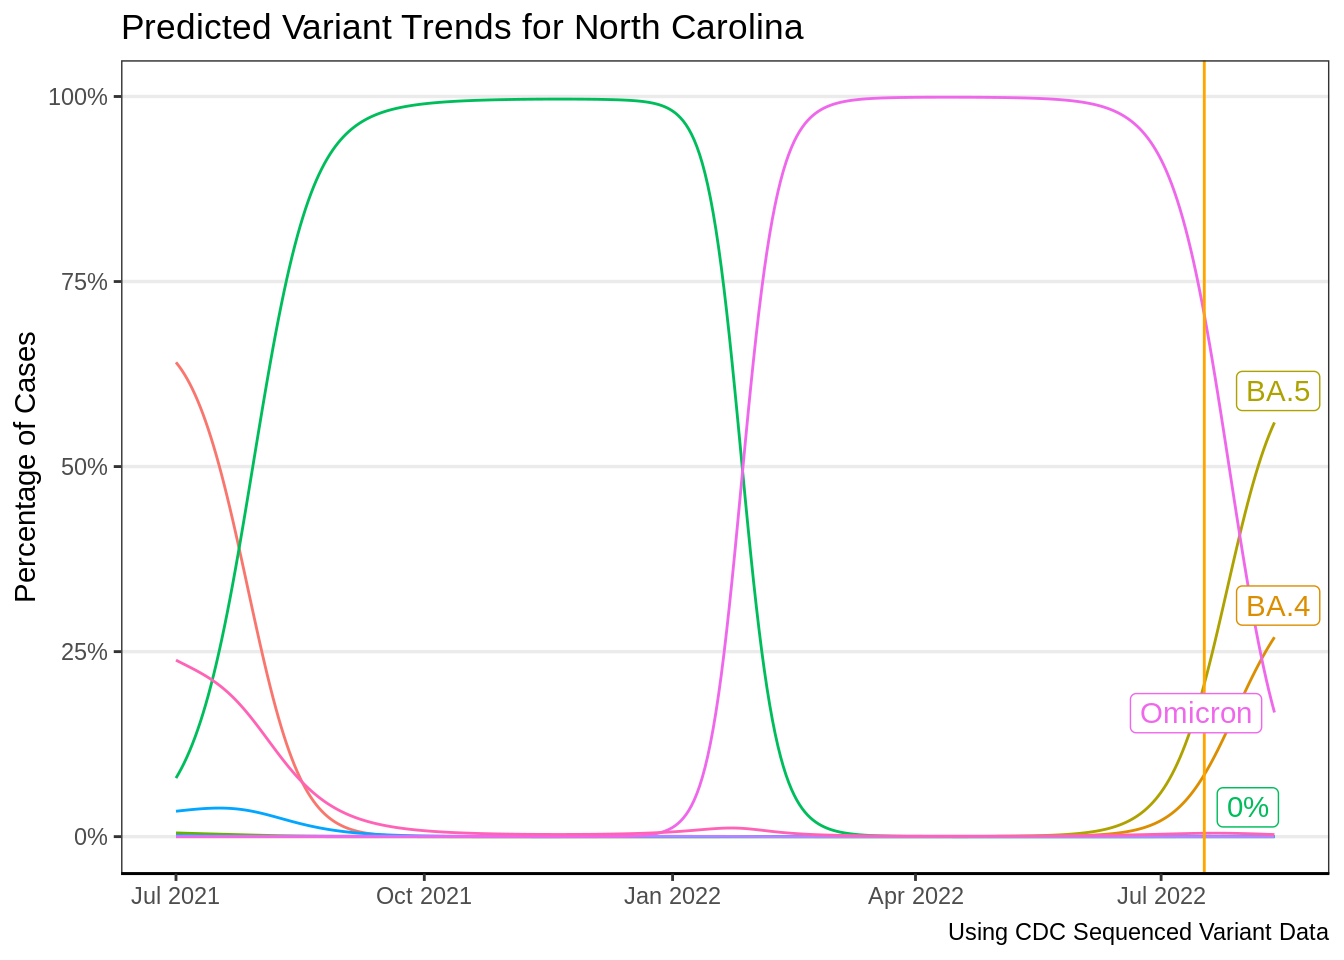 Predicted Variant Trends for North Carolina
Percentage of Cases
100%
75%
50%
25%
0%
BA.5
BA.4
Omicron
0%
Jul 2021
Oct 2021
Jan 2022
Apr 2022
Jul 2022
Using CDC Sequenced Variant Data